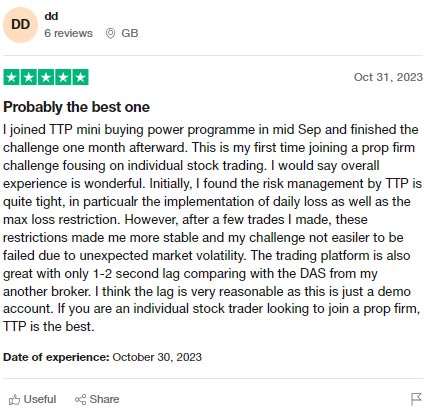 DD
dd
6 reviews GB
Oct 31, 2023
Probably the best one
I joined TTP mini buying power programme in mid Sep and finished the
challenge one month afterward. This is my first time joining a prop firm
challenge fousing on individual stock trading. I would say overall
experience is wonderful. Initially, I found the risk management by TTP is
quite tight, in particualr the implementation of daily loss as well as the
max loss restriction. However, after a few trades I made, these
restrictions made me more stable and my challenge not easiler to be
failed due to unexpected market volatility. The trading platform is also
great with only 1-2 second lag comparing with the DAS from my
another broker. I think the lag is very reasonable as this is just a demo
account. If you are an individual stock trader looking to join a prop firm,
TTP is the best.
Date of experience: October 30, 2023
Useful Share